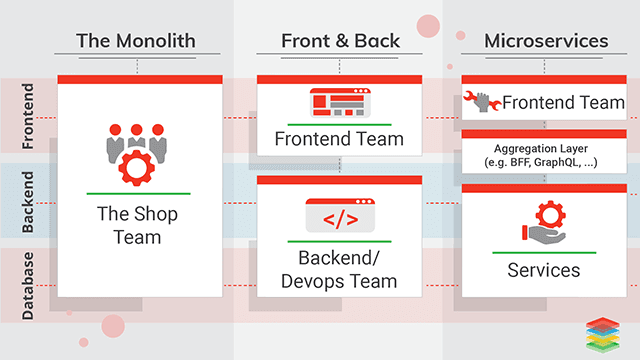 The Monolith
Front & Back
Microservices
Frontend
Backend
Database
The Shop
Team
Frontend Team
</>
Backend/
Devops Team
Frontend Team
Aggregation Layer
(e.g. BFF, GraphQL, ...)
Services